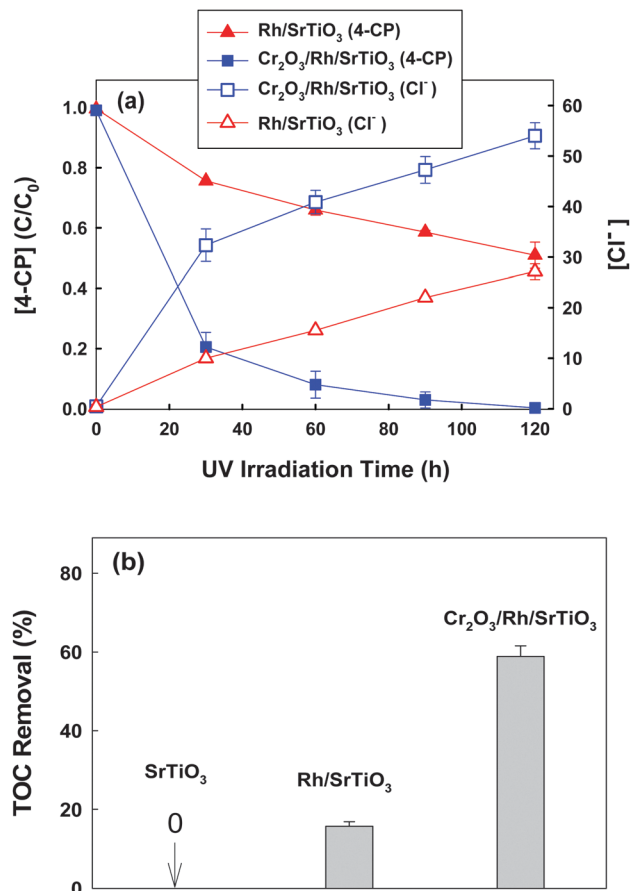 Rh/SrTiO₃ (4-CP)
Cr₂O₃/Rh/SrTiO₃ (4-CP)
Cr₂O₃/Rh/SrTiO₃ (Cl⁻)
Rh/SrTiO₃ (Cl⁻)
(a)
[4-CP] (C/C₀)
1.0
0.8
0.6
0.4
0.2
0.0
60
50
40
30
20
10
0
[Cl⁻]
0 20 40 60 80 100 120
UV Irradiation Time (h)
(b)
TOC Removal (%)
80
60
40
20
0
Cr₂O₃/Rh/SrTiO₃
SrTiO₃
Rh/SrTiO₃
0